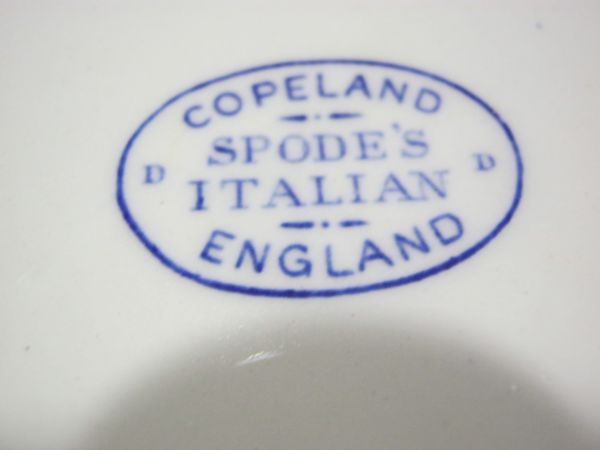 COPELAND
SPODE'S
D D
ITALIAN
ENGLAND